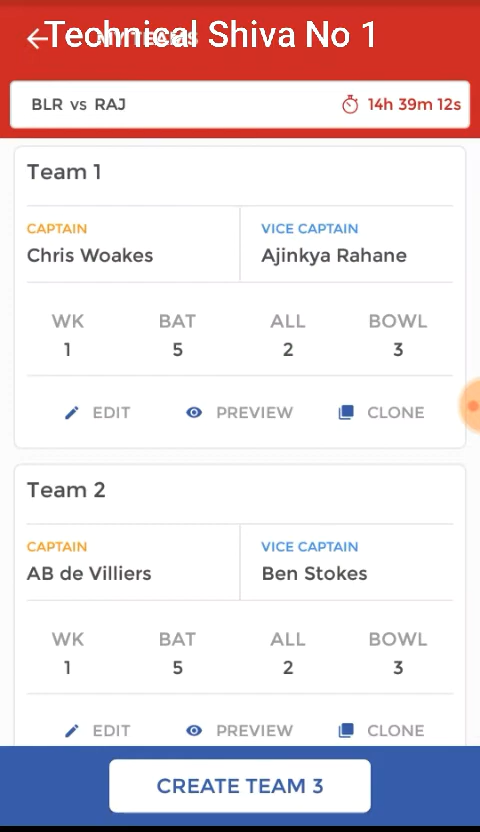 Technical Shiva No 1
BLR vs RAJ 14h 39m 12s
Team 1
CAPTAIN VICE CAPTAIN
Chris Woakes Ajinkya Rahane
WK BAT ALL BOWL
1 5 2 3
EDIT PREVIEW CLONE
Team 2
CAPTAIN VICE CAPTAIN
AB de Villiers Ben Stokes
WK BAT ALL BOWL
1 5 2 3
EDIT PREVIEW CLONE
CREATE TEAM 3